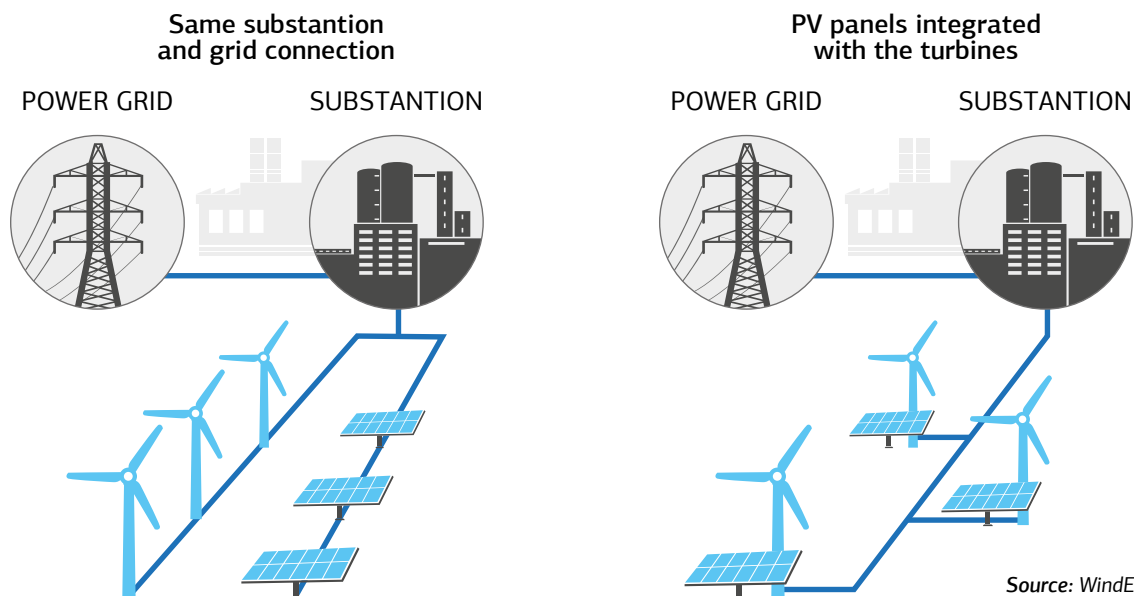 Same substantion
and grid connection
POWER GRID
SUBSTANTION
PV panels integrated
with the turbines
POWER GRID
SUBSTANTION
Source: WindE